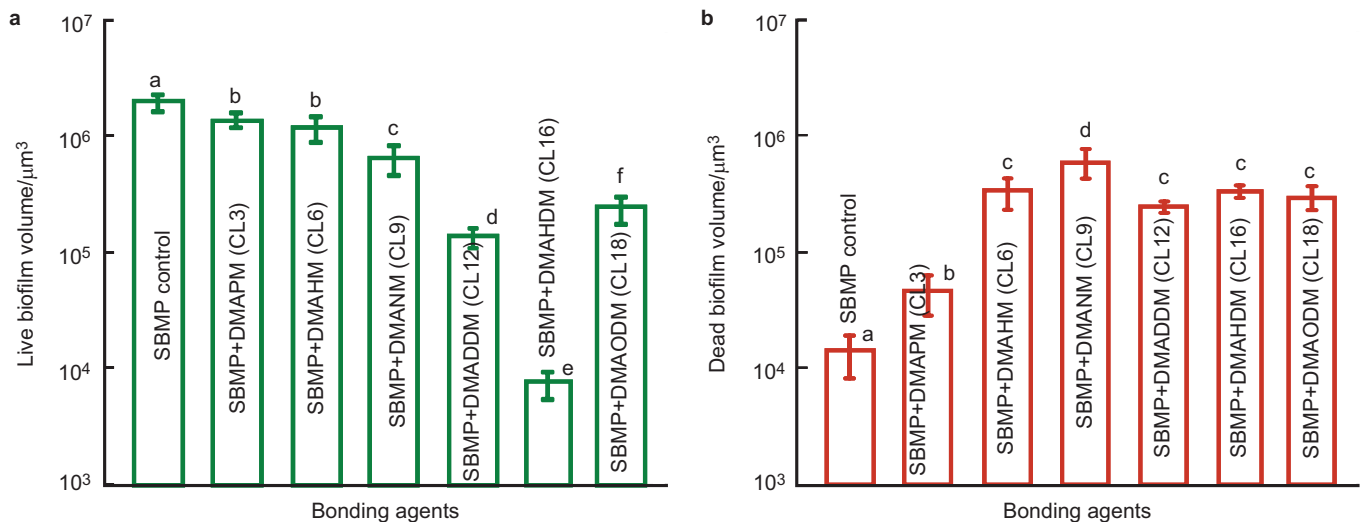 a
10⁷
10⁶
10⁵
10⁴
10³
Live biofilm volume/μm³
a
b
b
c
d
e
f
SBMP control
SBMP+DMAPM (CL3)
SBMP+DMAHM (CL6)
SBMP+DMANM (CL9)
SBMP+DMADDM (CL12)
SBMP+DMAHDM (CL16)
SBMP+DMAODM (CL18)
Bonding agents
b
10⁷
10⁶
10⁵
10⁴
10³
Dead biofilm volume/μm³
a
b
c
d
c
c
c
SBMP control
SBMP+DMAPM (CL3)
SBMP+DMAHM (CL6)
SBMP+DMANM (CL9)
SBMP+DMADDM (CL12)
SBMP+DMAHDM (CL16)
SBMP+DMAODM (CL18)
Bonding agents